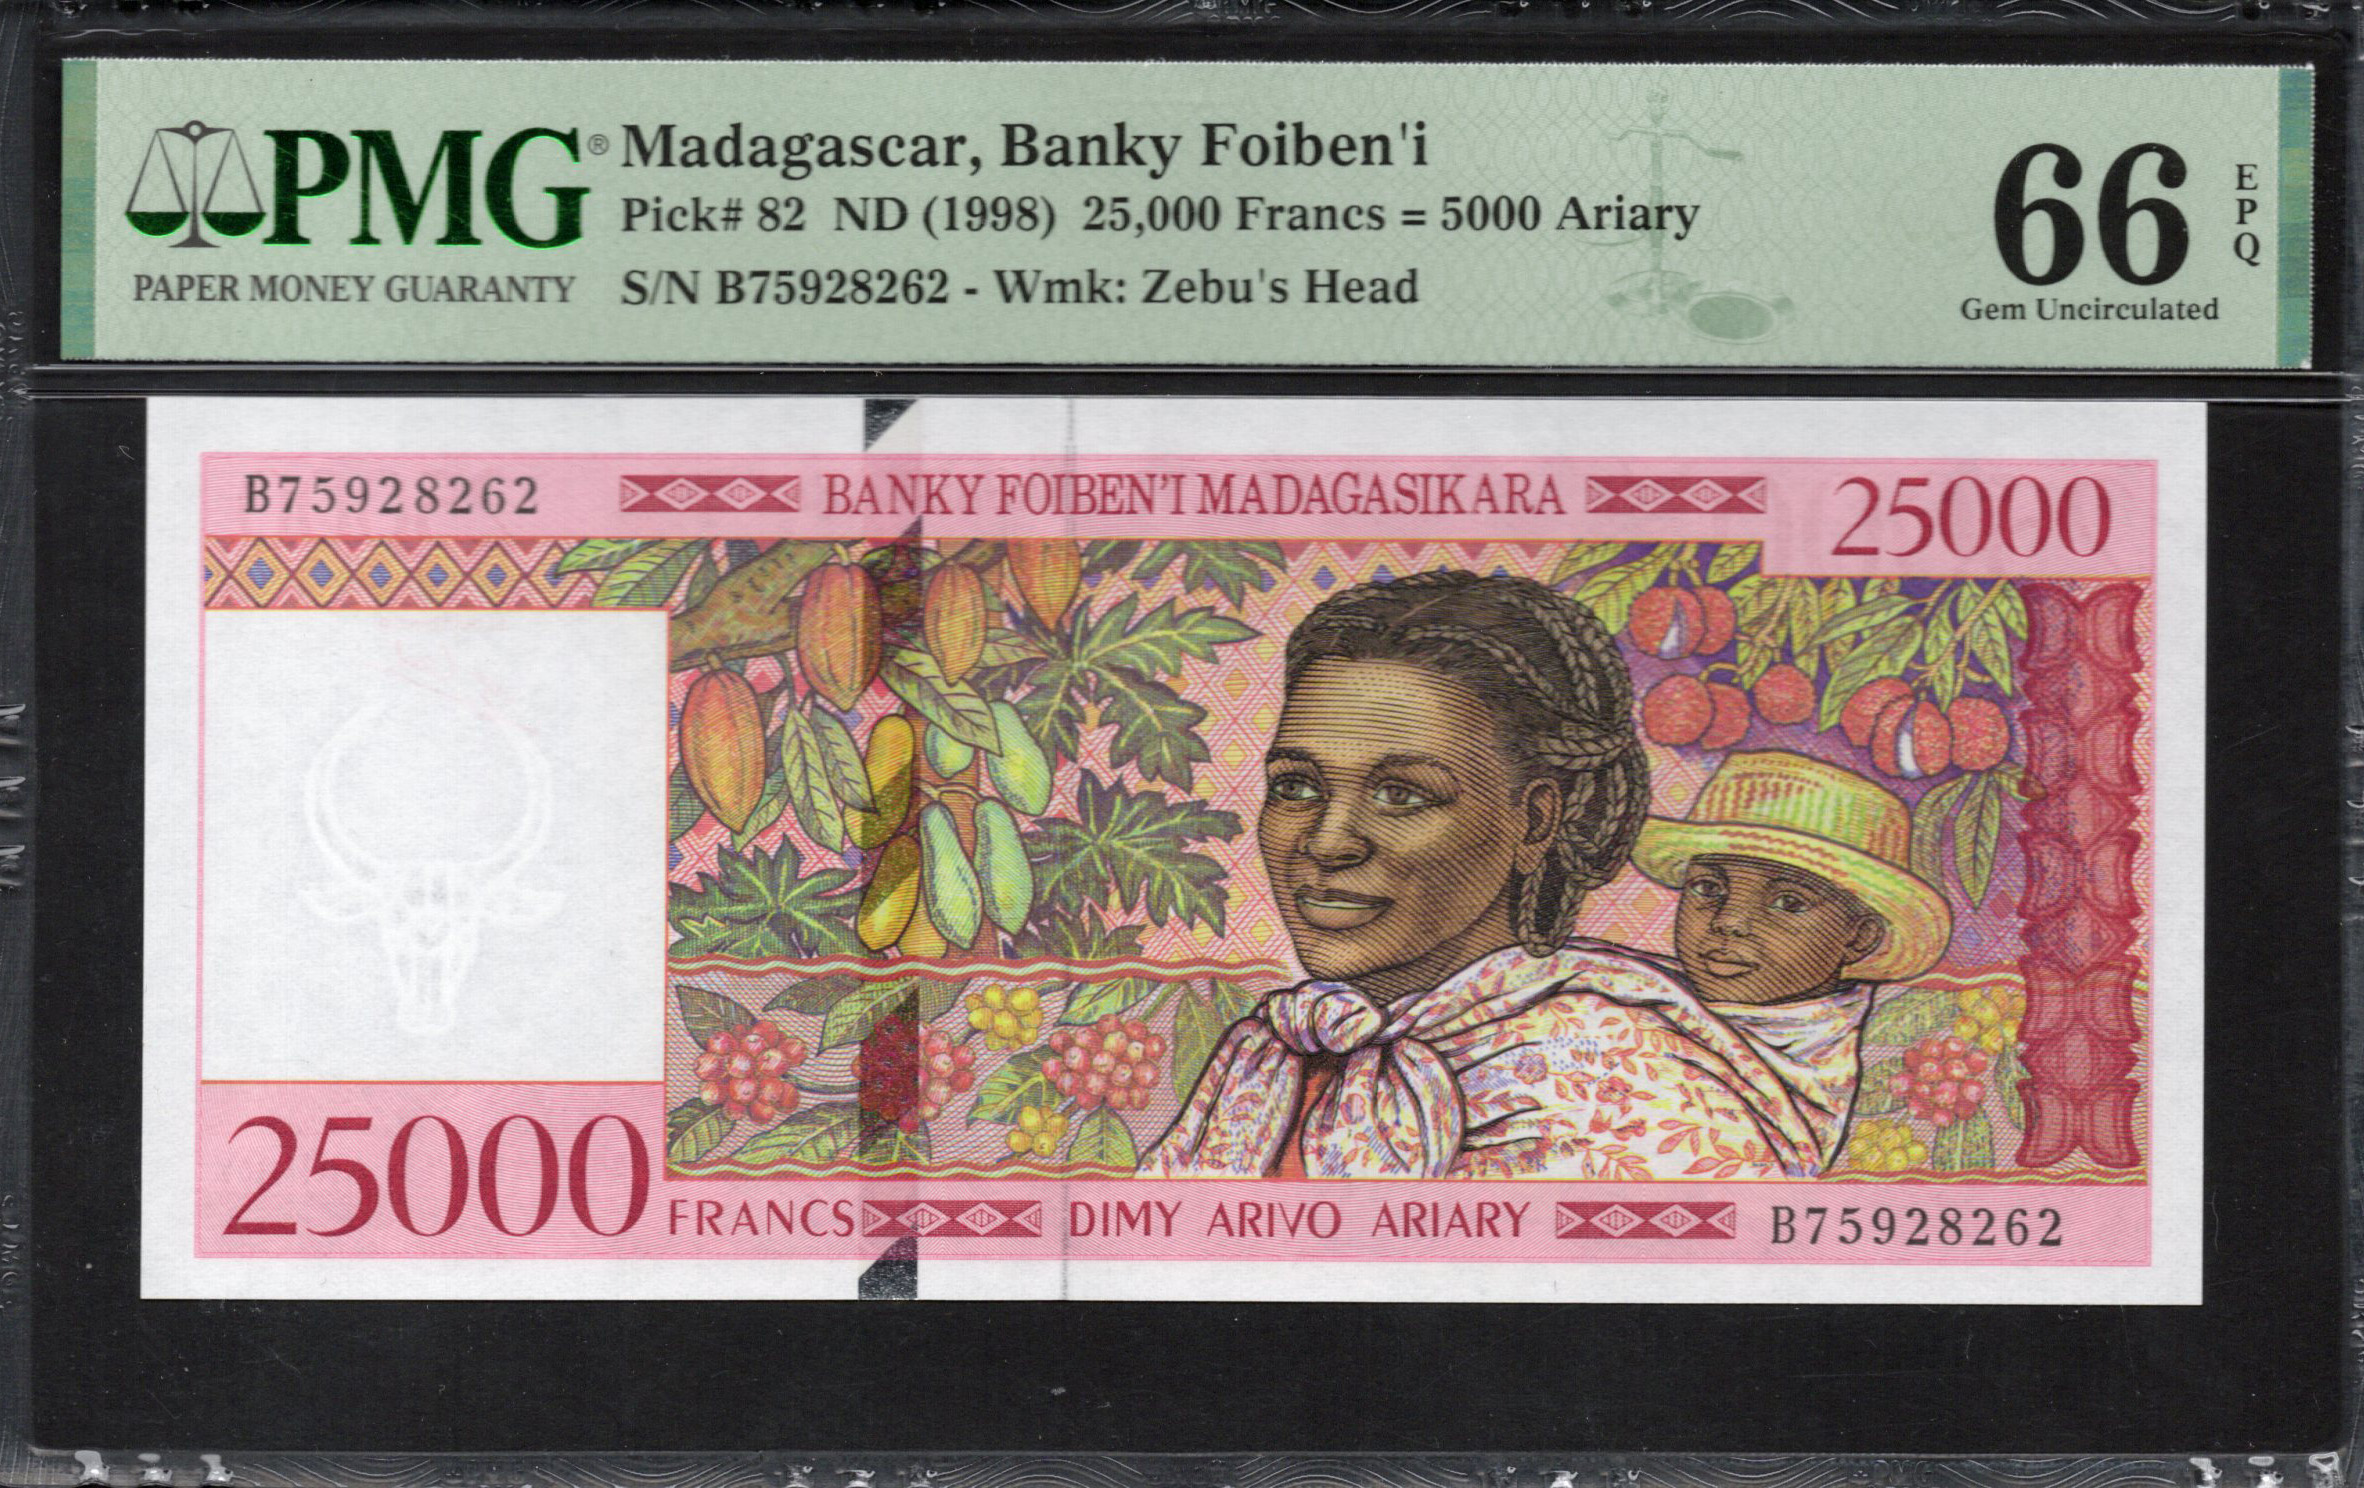 PMG®
PAPER MONEY GUARANTY
Madagascar, Banky Foiben'i
Pick# 82 ND (1998) 25,000 Francs = 5000 Ariary
S/N B75928262 - Wmk: Zebu's Head
66
EPQ
Gem Uncirculated
B75928262 BANKY FOIBEN'I MADAGASIKARA 25000
25000 FRANCS DIMY ARIVO ARIARY B75928262